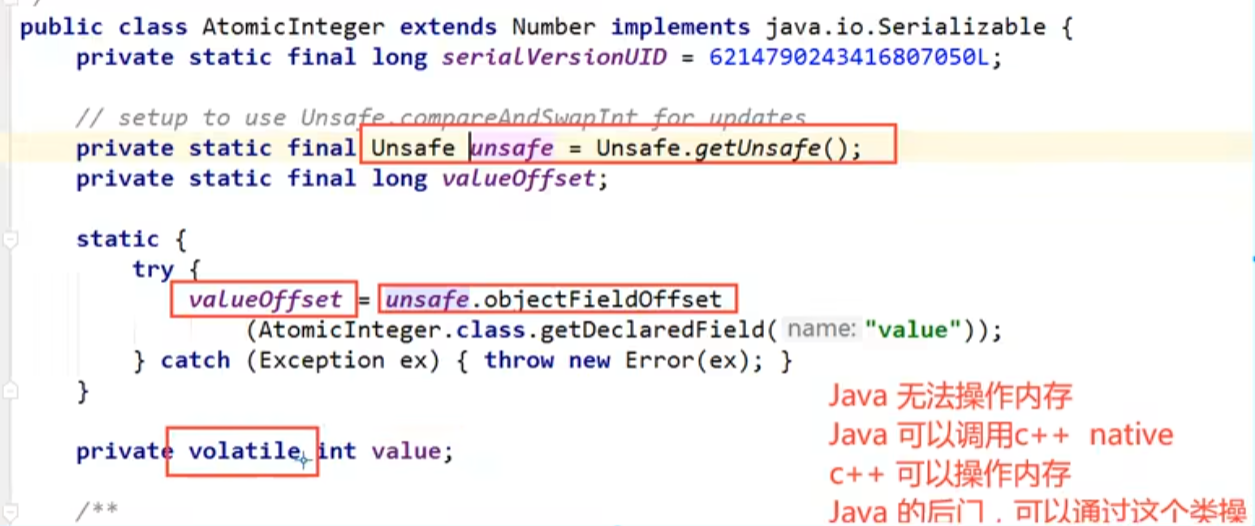 public class AtomicInteger extends Number implements java.io.Serializable {
private static final long serialVersionUID = 6214790243416807050L;
// setup to use Unsafe.compareAndSwapInt for updates
private static final Unsafe unsafe = Unsafe.getUnsafe();
private static final long valueOffset;
static {
try {
valueOffset = unsafe.objectFieldOffset
(AtomicInteger.class.getDeclaredField( name: "value"));
} catch (Exception ex) { throw new Error(ex); }
}
Java 无法操作内存
Java 可以调用c++ native
private volatile int value;
c++ 可以操作内存
/**
Java 的后门，可以通过这个类操